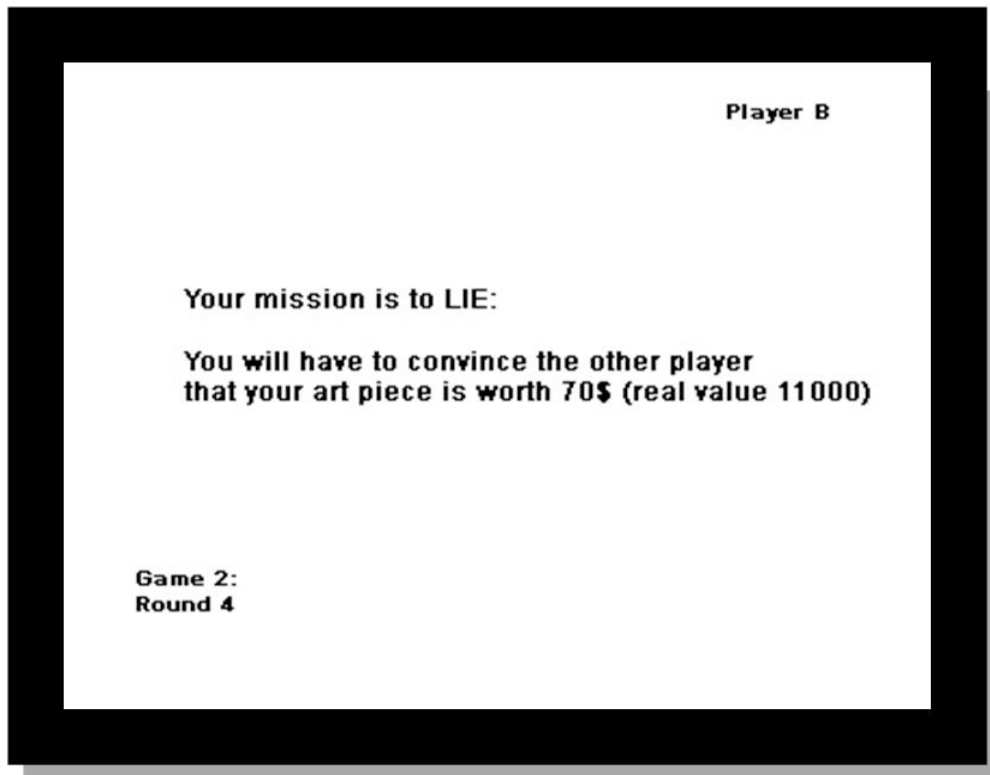 Player B
Your mission is to LIE:
You will have to convince the other player
that your art piece is worth 70$ (real value 11000)
Game 2:
Round 4